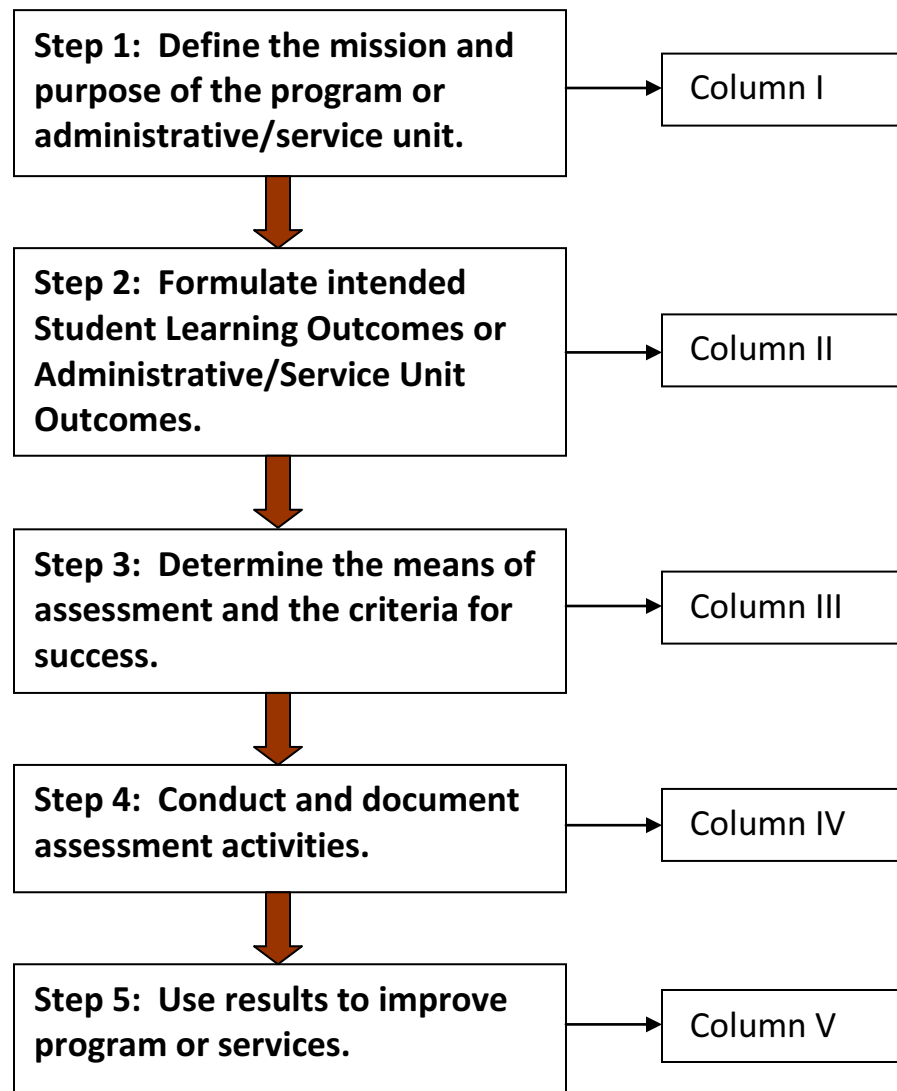 Step 1:  Define the mission and
purpose of the program or
administrative/service unit.
Column I
Step 2:  Formulate intended
Student Learning Outcomes or
Administrative/Service Unit
Outcomes.
Column II
Step 3:  Determine the means of
assessment and the criteria for
success.
Column III
Step 4:  Conduct and document
assessment activities.
Column IV
Step 5:  Use results to improve
program or services.
Column V